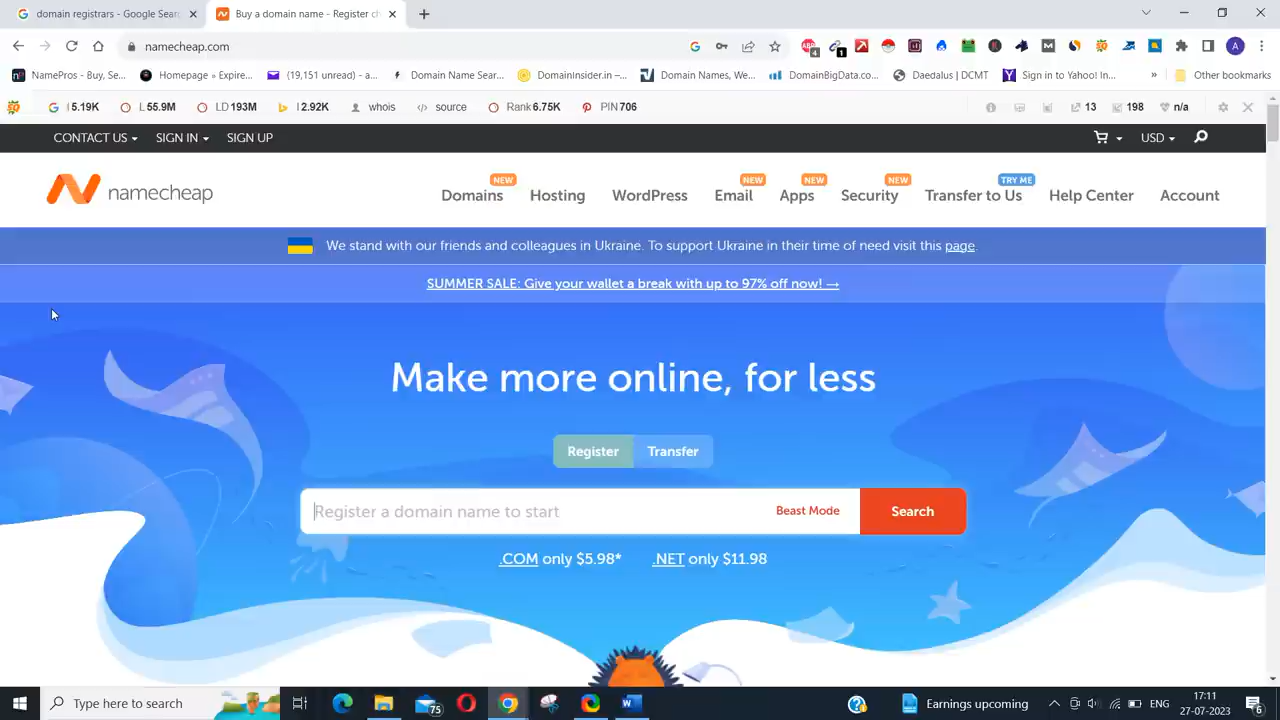 domain registrars - Google Searc
Buy a domain name - Register ch
namecheap.com
4
1
A
NamePros - Buy, Se...
Homepage » Expire...
(19,151 unread) - a...
Domain Name Sear...
DomainInsider.in –...
Domain Names, We...
DomainBigData.co...
Daedalus | DCMT
Sign in to Yahoo! In...
»
Other bookmarks
I 5.19K
L 55.9M
LD 193M
I 2.92K
whois
source
Rank 6.75K
PIN 706
13
198
n/a
CONTACT US
SIGN IN
SIGN UP
USD
namecheap
Domains NEW
Hosting
WordPress
Email NEW
Apps NEW
Security NEW
Transfer to Us TRY ME
Help Center
Account
We stand with our friends and colleagues in Ukraine. To support Ukraine in their time of need visit this page.
SUMMER SALE: Give your wallet a break with up to 97% off now! →
Make more online, for less
Register
Transfer
Register a domain name to start
Beast Mode
Search
.COM only $5.98*
.NET only $11.98
Type here to search
75
Earnings upcoming
ENG
17:11
27-07-2023
6